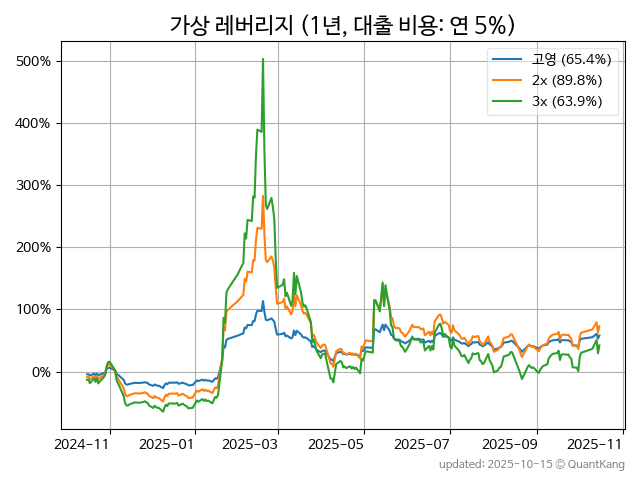 가상 레버리지 (1년, 대출 비용: 연 5%)
고영 (65.4%)
2x (89.8%)
3x (63.9%)
500%
400%
300%
200%
100%
0%
2024-11 2025-01 2025-03 2025-05 2025-07 2025-09 2025-11
updated: 2025-10-15 © QuantKang